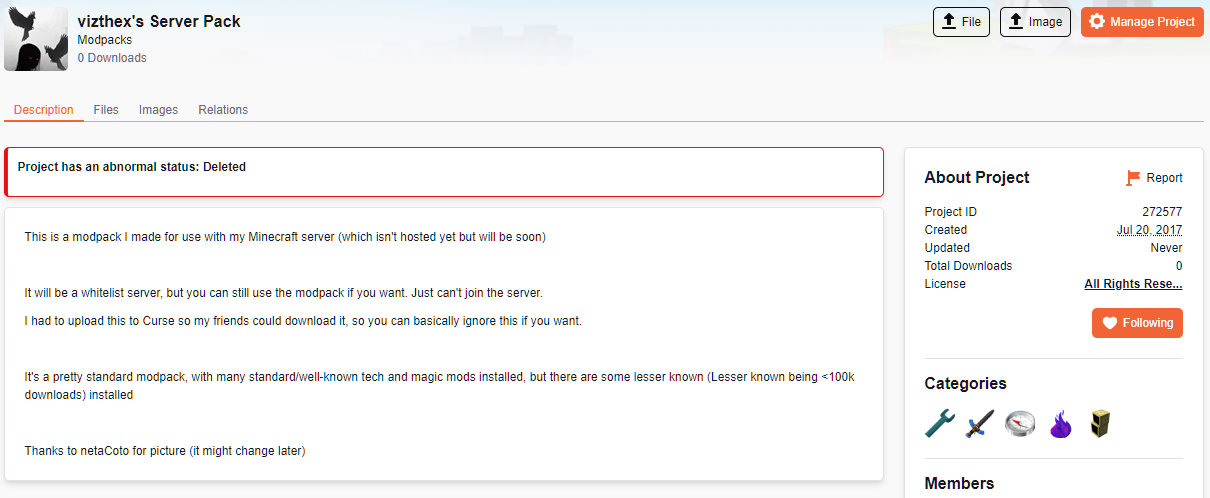 vizthex's Server Pack
Modpacks
0 Downloads
File
Image
Manage Project
Description
Files
Images
Relations
Project has an abnormal status: Deleted
This is a modpack I made for use with my Minecraft server (which isn't hosted yet but will be soon)
It will be a whitelist server, but you can still use the modpack if you want. Just can't join the server.
I had to upload this to Curse so my friends could download it, so you can basically ignore this if you want.
It's a pretty standard modpack, with many standard/well-known tech and magic mods installed, but there are some lesser known (Lesser known being <100k
downloads) installed
Thanks to netaCoto for picture (it might change later)
About Project
Report
Project ID 272577
Created Jul 20, 2017
Updated Never
Total Downloads 0
License All Rights Rese...
Following
Categories
Members